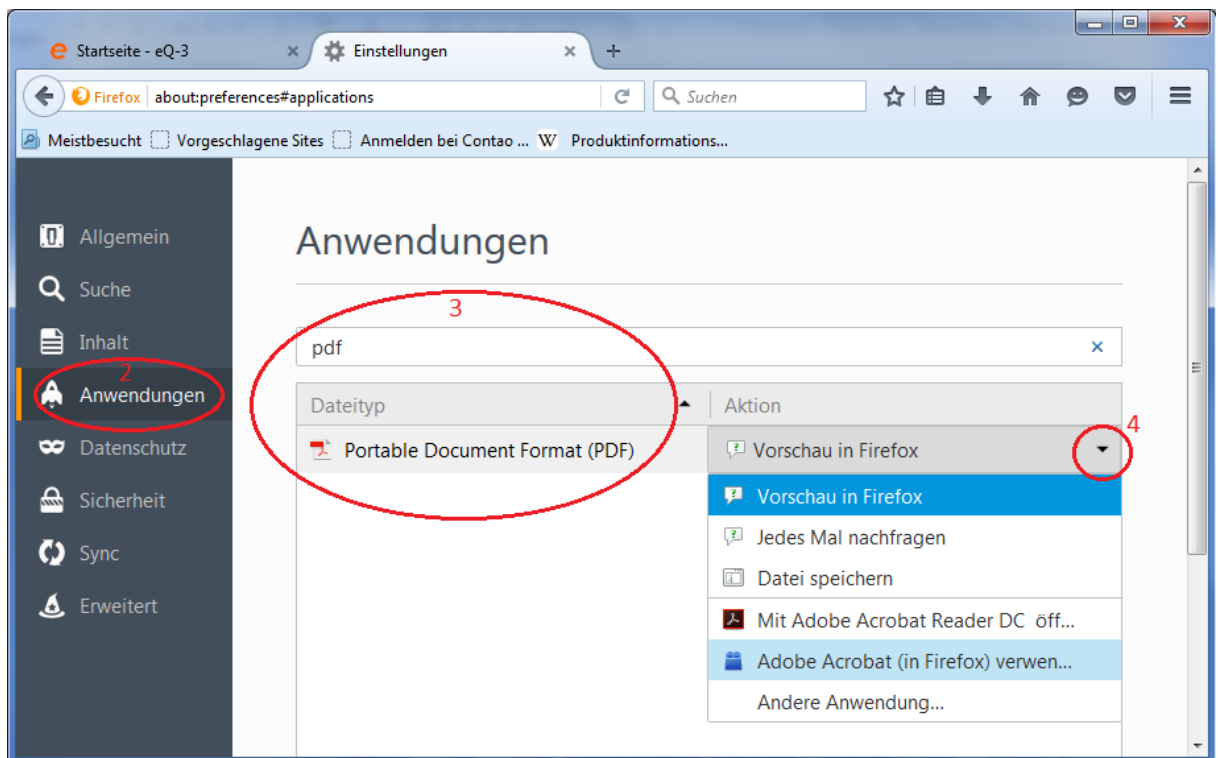 Startseite - eQ-3
Einstellungen
Firefox about:preferences#applications
Suchen
Meistbesucht Vorgeschlagene Sites Anmelden bei Contao ... W Produktinformations...
Allgemein
Suche
Inhalt
Anwendungen
Datenschutz
Sicherheit
Sync
Erweitert
2
Anwendungen
3
pdf
Dateityp Aktion
4
Portable Document Format (PDF) Vorschau in Firefox
Vorschau in Firefox
Jedes Mal nachfragen
Datei speichern
Mit Adobe Acrobat Reader DC öff...
Adobe Acrobat (in Firefox) verwen...
Andere Anwendung...